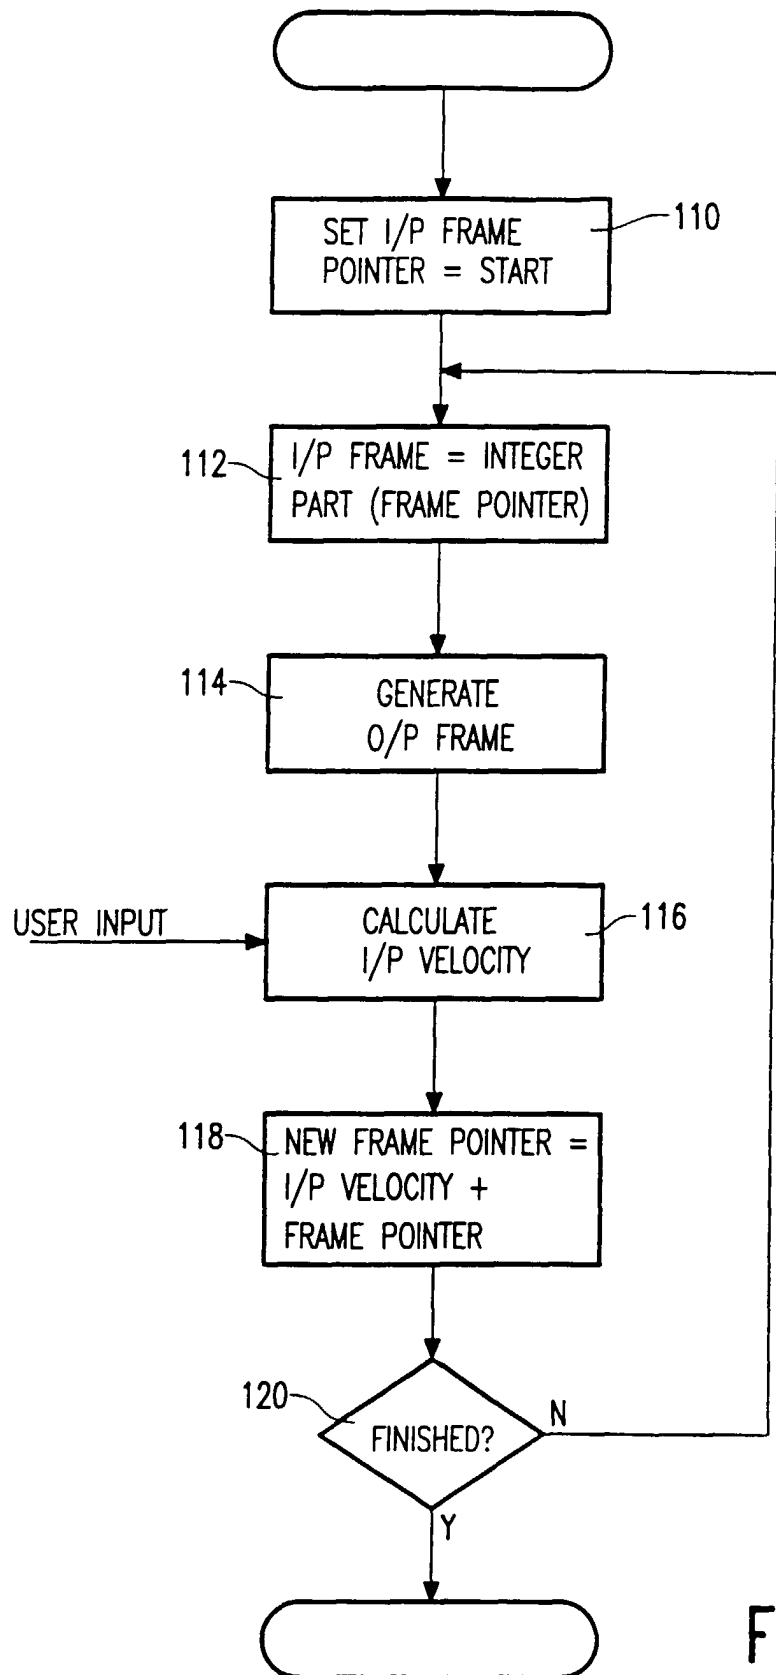 SET I/P FRAME
POINTER = START
110
112
I/P FRAME = INTEGER
PART (FRAME POINTER)
114
GENERATE
O/P FRAME
USER INPUT
CALCULATE
I/P VELOCITY
116
118
NEW FRAME POINTER =
I/P VELOCITY +
FRAME POINTER
120
FINISHED?
N
Y
F